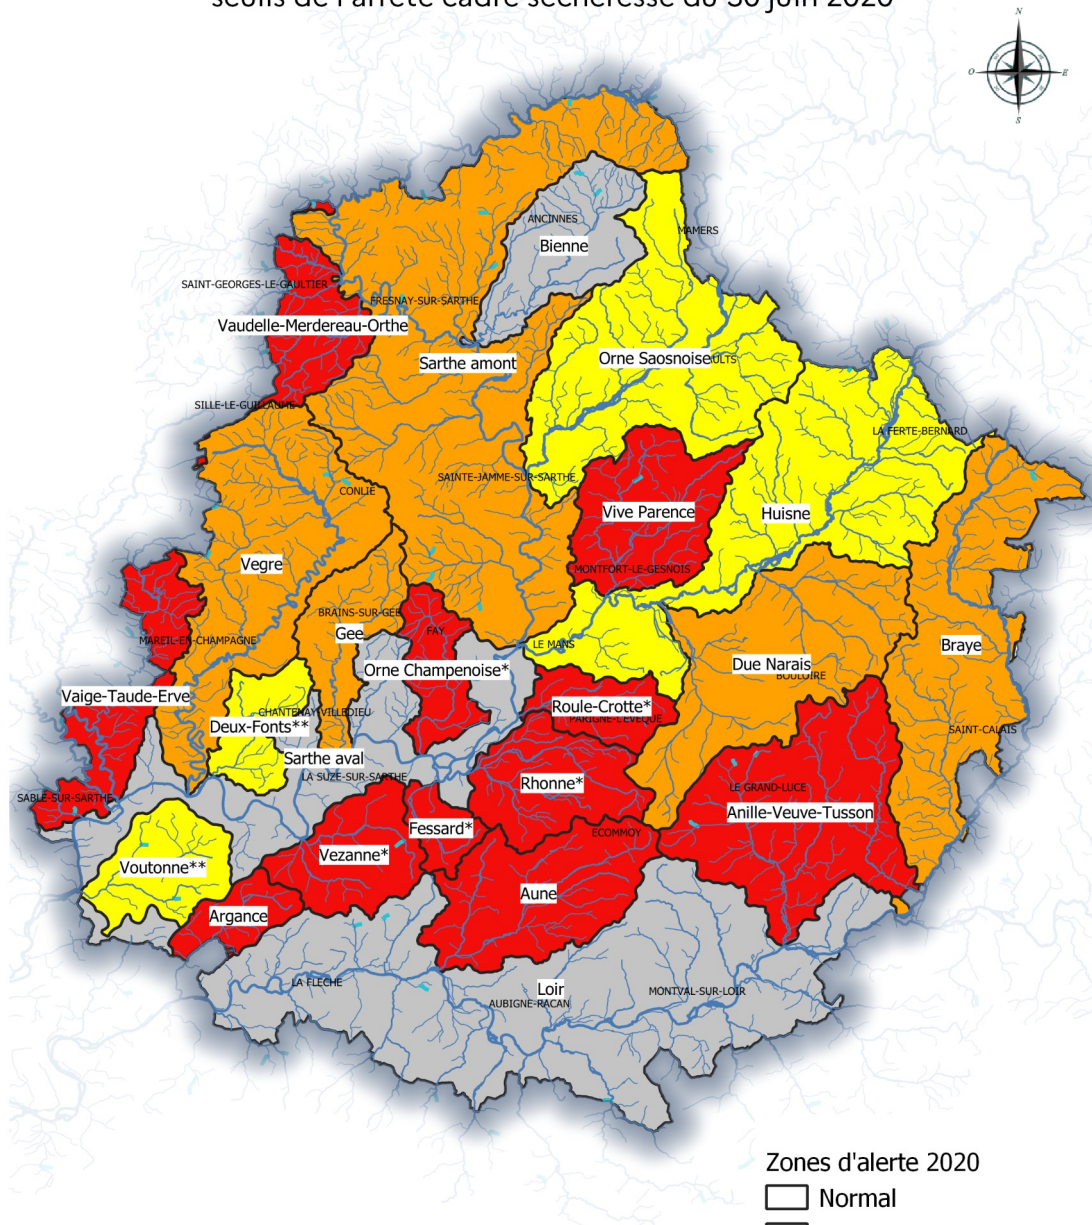 seuils de l'arrêté cadre sécheresse du 30 juin 2020
N
O
E
S
ANCINNES
Bienne
MAMERS
SAINT-GEORGES-LE-GAULTIER
FRESNAY-SUR-SARTHE
Vaudelle-Merdereau-Orthe
Sarthe amont
Orne Saosnoise
SILLE-LE-GUILLAUME
LA FERTE-BERNARD
SAINTE-JAMME-SUR-SARTHE
CONLIE
Vive Parence
Huisne
Vegre
MONTFORT-LE-GESNOIS
BRAINS-SUR-GEE
Gee
FAY
MAREIL-EN-CHAMPAGNE
LE MANS
Braye
Orne Champenoise*
Due Narais
BOULOIRE
Vaige-Taude-Erve
Roule-Crotte*
PARIGNE-L'EVEQUE
CHANTENAY-VILLEDIEU
Deux-Fonts**
SAINT-CALAIS
Sarthe aval
LA SUZE-SUR-SARTHE
Rhonne*
LE GRAND-LUCE
SABLE-SUR-SARTHE
Anille-Veuve-Tusson
Fessard*
ECOMMOY
Vezanne*
Voutonne**
Aune
Argance
LA FLECHE
Loir
MONTVAL-SUR-LOIR
AUBIGNE-RACAN
Zones d'alerte 2020
Normal